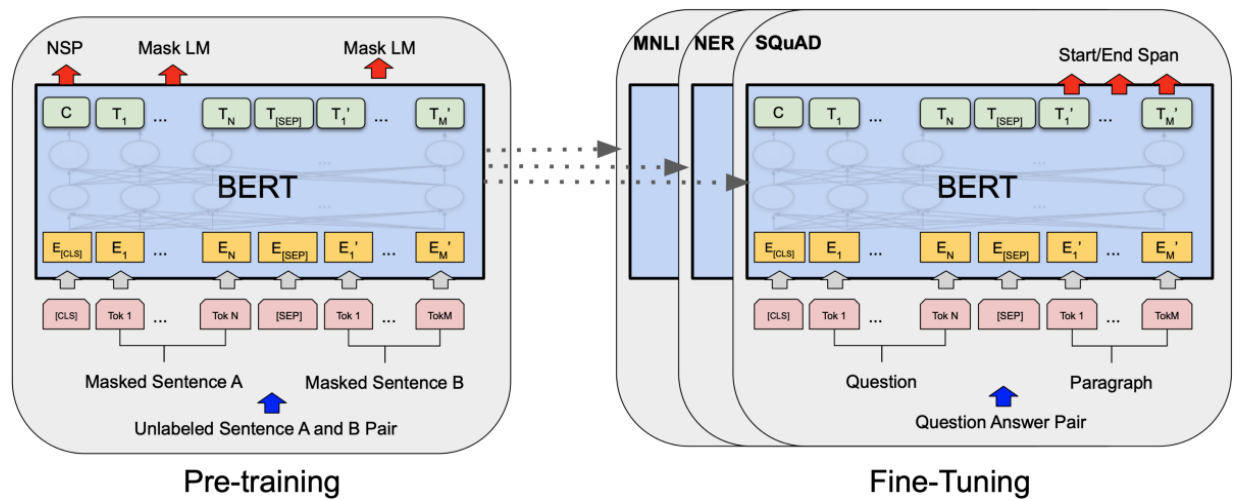 NSP Mask LM Mask LM
C T1 ... TN T[SEP] T1' ... TM'
...
BERT
...
E[CLS] E1 ... EN E[SEP] E1' ... EM'
[CLS] Tok 1 ... Tok N [SEP] Tok 1 ... TokM
Masked Sentence A Masked Sentence B
Unlabeled Sentence A and B Pair
Pre-training
MNLI NER SQuAD
Start/End Span
C T1 ... TN T[SEP] T1' ... TM'
...
BERT
...
E[CLS] E1 ... EN E[SEP] E1' ... EM'
[CLS] Tok 1 ... Tok N [SEP] Tok 1 ... TokM
Question Paragraph
Question Answer Pair
Fine-Tuning